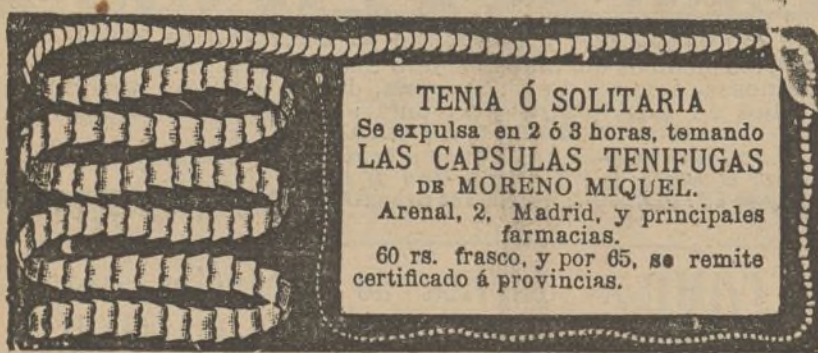 TENIA Ó SOLITARIA
Se expulsa en 2 ó 3 horas, temando
LAS CAPSULAS TENIFUGAS
DE MORENO MIQUEL.
Arenal, 2, Madrid, y principales
farmacias.
60 rs. frasco, y por 65, se remite
certificado á provincias.